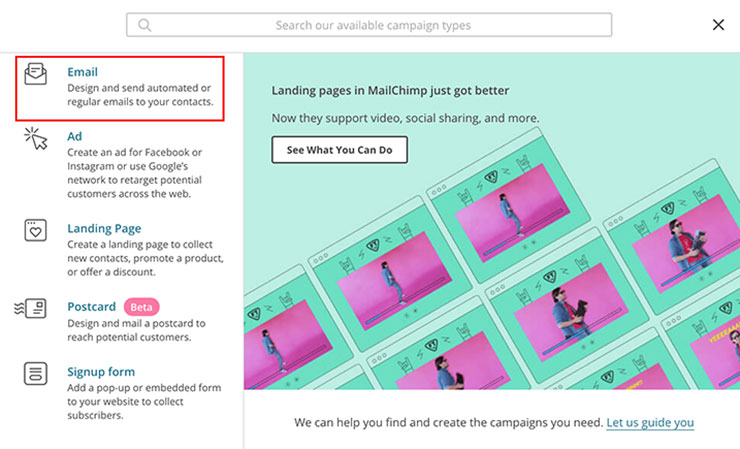 Search our available campaign types
Email
Design and send automated or
regular emails to your contacts.
Ad
Create an ad for Facebook or
Instagram or use Google's
network to retarget potential
customers across the web.
Landing Page
Create a landing page to collect
new contacts, promote a product,
or offer a discount.
Postcard Beta
Design and mail a postcard to
reach potential customers.
Signup form
Add a pop-up or embedded form
to your website to collect
subscribers.
Landing pages in MailChimp just got better
Now they support video, social sharing, and more.
See What You Can Do
We can help you find and create the campaigns you need. Let us guide you